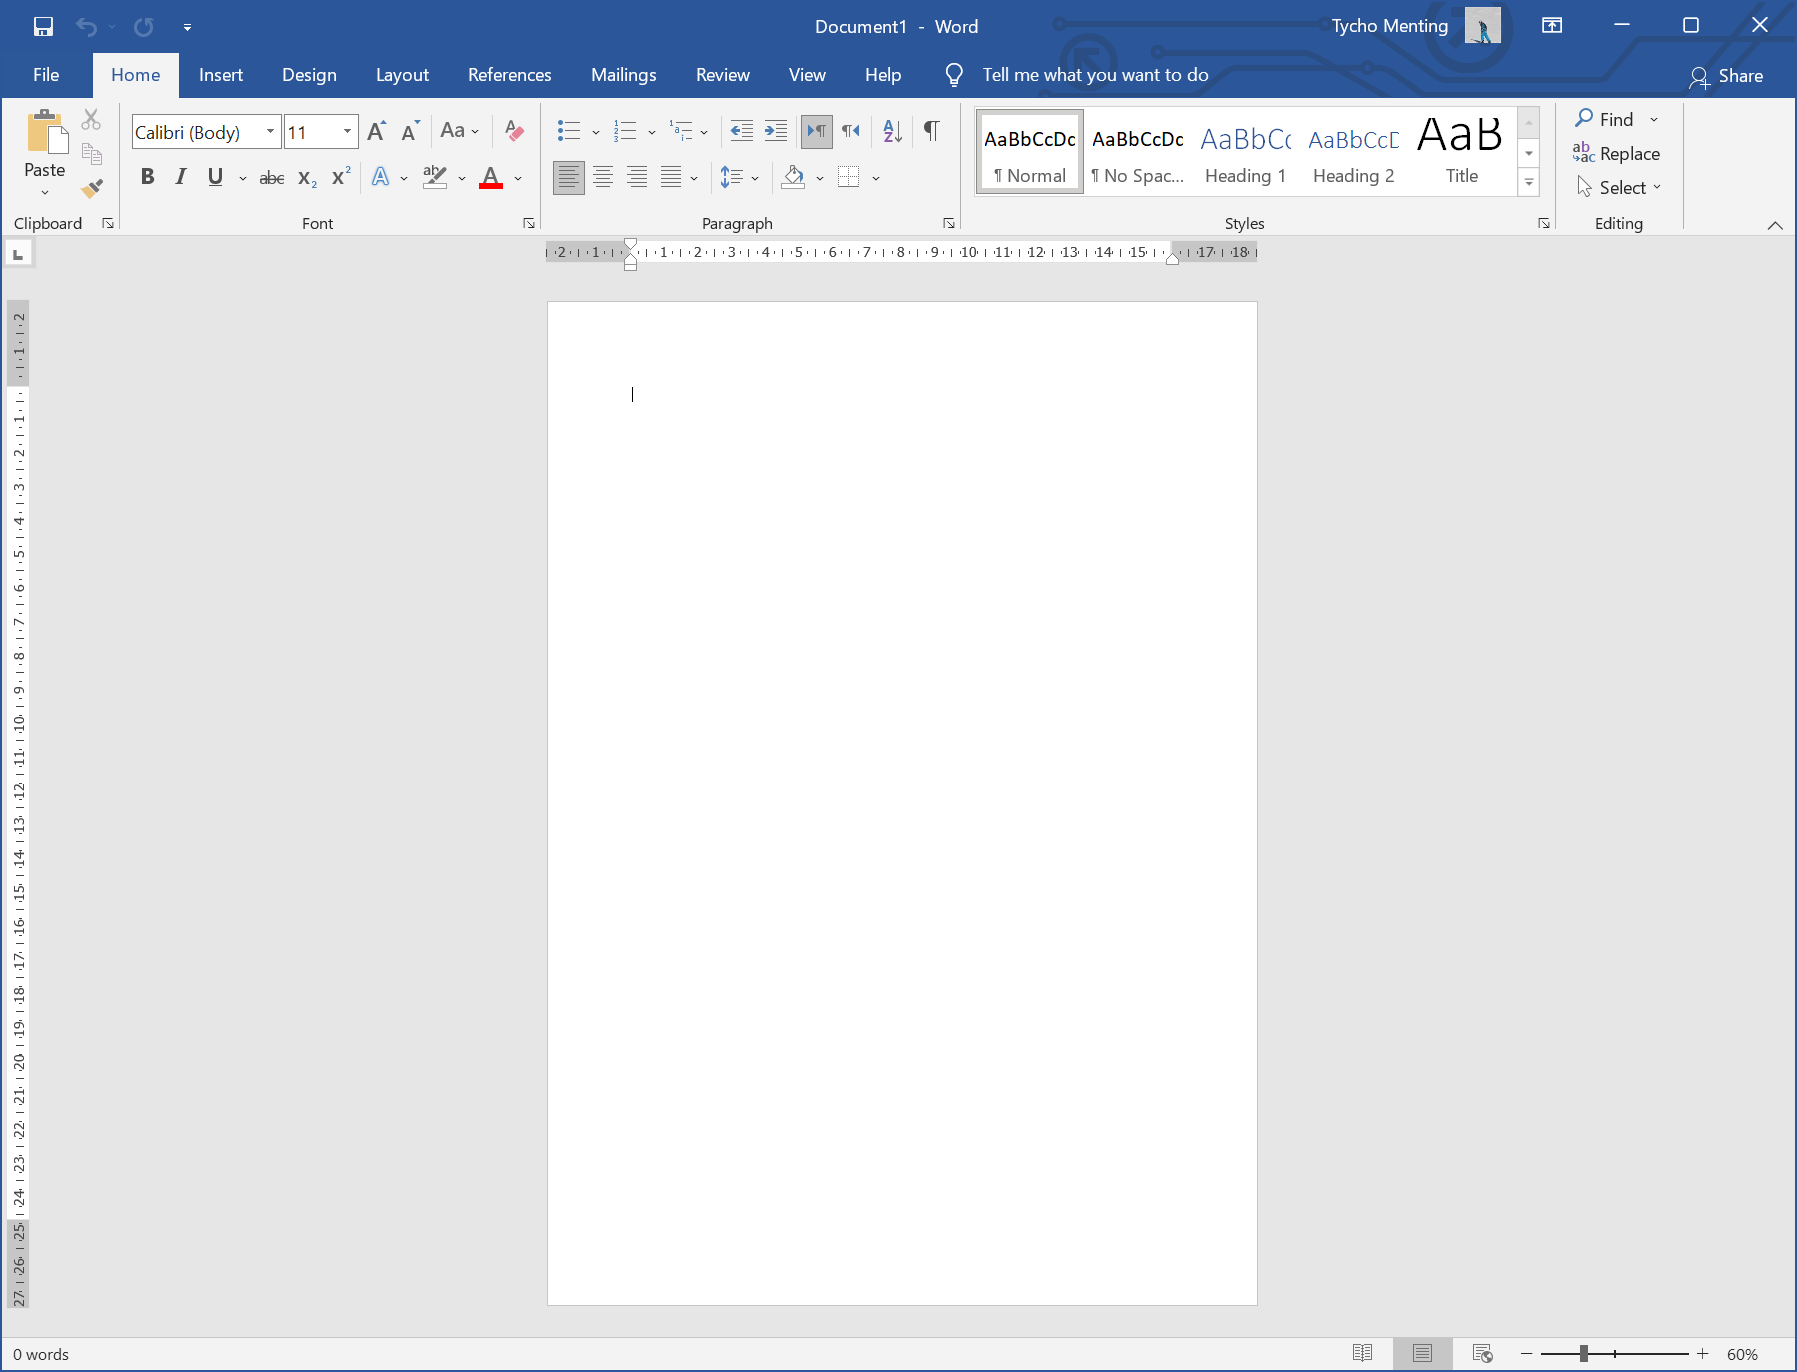 Document1 - Word
Tycho Menting
File Home Insert Design Layout References Mailings Review View Help Tell me what you want to do Share
Paste
Clipboard
Calibri (Body) 11 Aa
B I U abc X₂ X² A ab A
Font
Paragraph
AaBbCcDc AaBbCcDc AaBbCc AaBbCcD AaB
¶ Normal ¶ No Spac... Heading 1 Heading 2 Title
Styles
Find
Replace
Select
Editing
2 1 1 2 3 4 5 6 7 8 9 10 11 12 13 14 15 17 18
2
1
1
2
3
4
5
6
7
8
9
10
11
12
13
14
15
16
17
18
19
20
21
22
23
24
25
26
27
0 words
60%